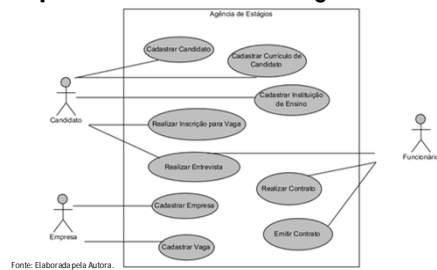 Agência de Estágios
Cadastrar Candidato
Cadastrar Currículo de
Candidato
Cadastrar Instituição
de Ensino
Candidato
Realizar Inscrição para Vaga
Realizar Entrevista
Funcionári
Realizar Contrato
Cadastrar Empresa
Emitir Contrato
Empresa
Cadastrar Vaga
Fonte: Elaborada pela Autora.